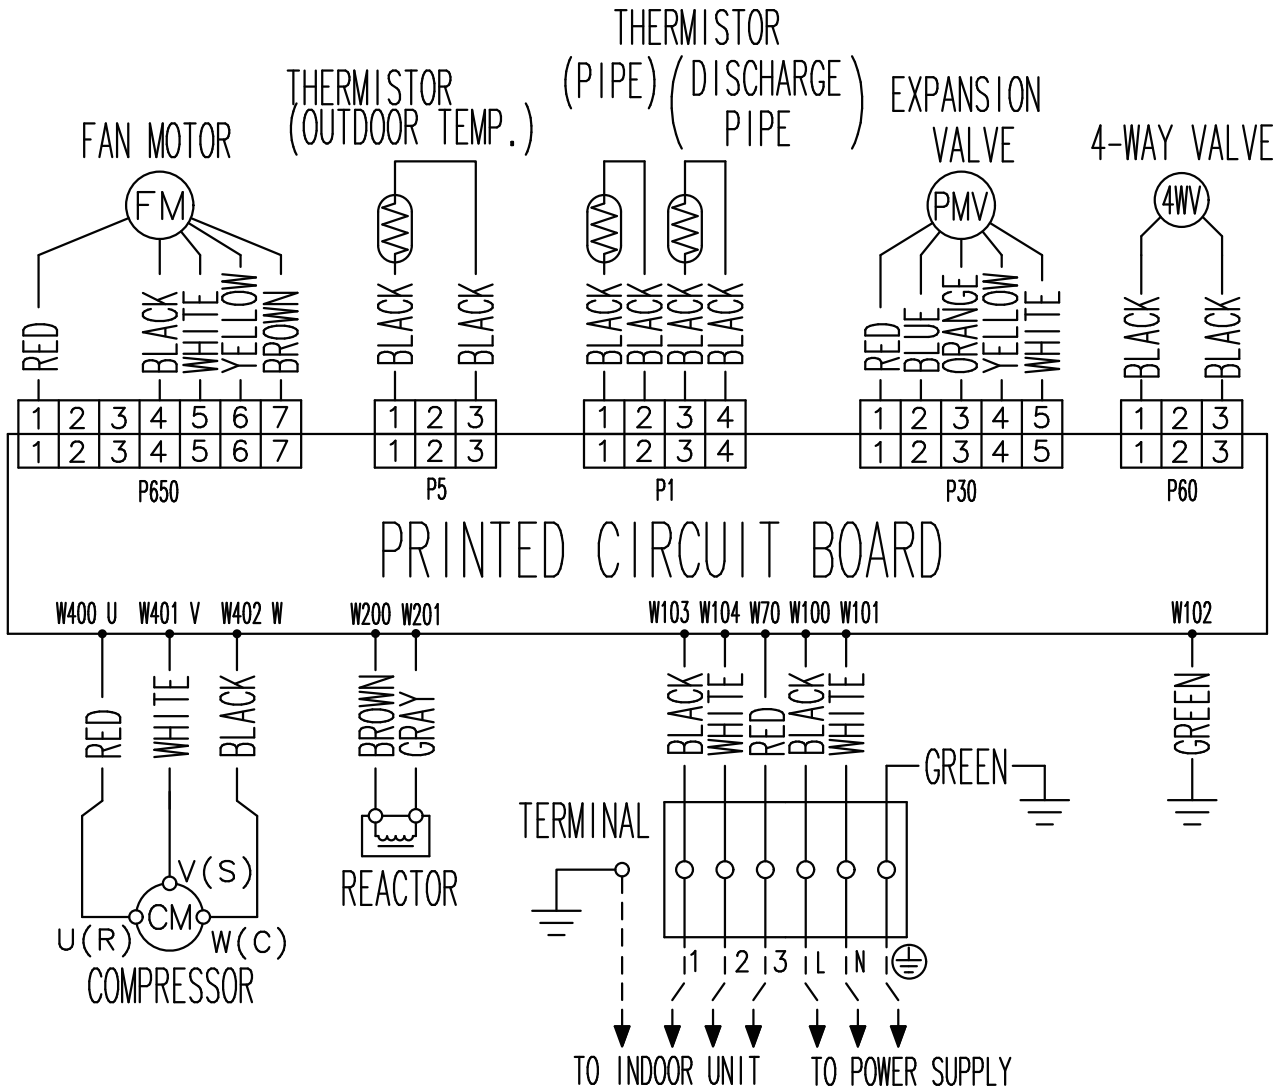 THERMISTOR
(PIPE) (DISCHARGE PIPE)
THERMISTOR
(OUTDOOR TEMP.)
EXPANSION
VALVE
FAN MOTOR
4-WAY VALVE
FM
PMV
4WV
RED BLACK WHITE YELLOW BROWN
BLACK BLACK
BLACK BLACK BLACK BLACK
RED BLUE ORANGE YELLOW WHITE
BLACK BLACK
1 2 3 4 5 6 7
1 2 3
1 2 3 4
1 2 3 4 5
1 2 3
1 2 3 4 5 6 7
1 2 3
1 2 3 4
1 2 3 4 5
1 2 3
P650
P5
P1
P30
P60
PRINTED CIRCUIT BOARD
W400 U W401 V W402 W
W200 W201
W103 W104 W70 W100 W101
W102
RED WHITE BLACK
BROWN GRAY
BLACK WHITE RED BLACK WHITE
GREEN
GREEN
TERMINAL
REACTOR
V(S)
CM
U(R)
W(C)
COMPRESSOR
1 2 3 L N
TO INDOOR UNIT
TO POWER SUPPLY